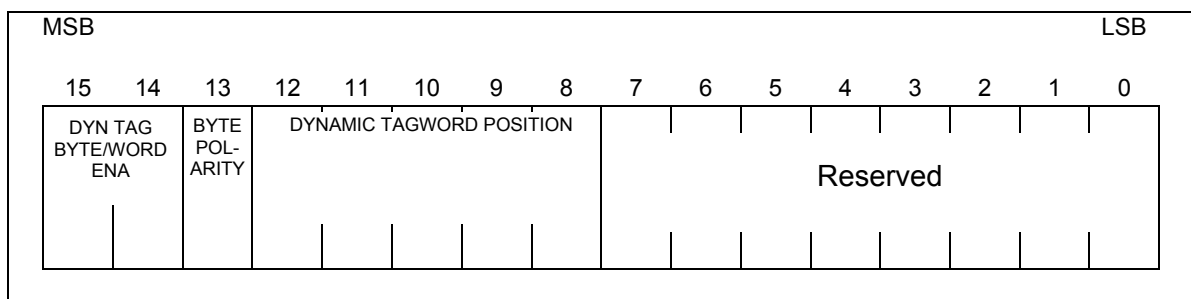 MSB LSB
15 14 13 12 11 10 9 8 7 6 5 4 3 2 1 0
DYN TAG
BYTE/WORD
ENA
BYTE
POL-
ARITY
DYNAMIC TAGWORD POSITION
Reserved